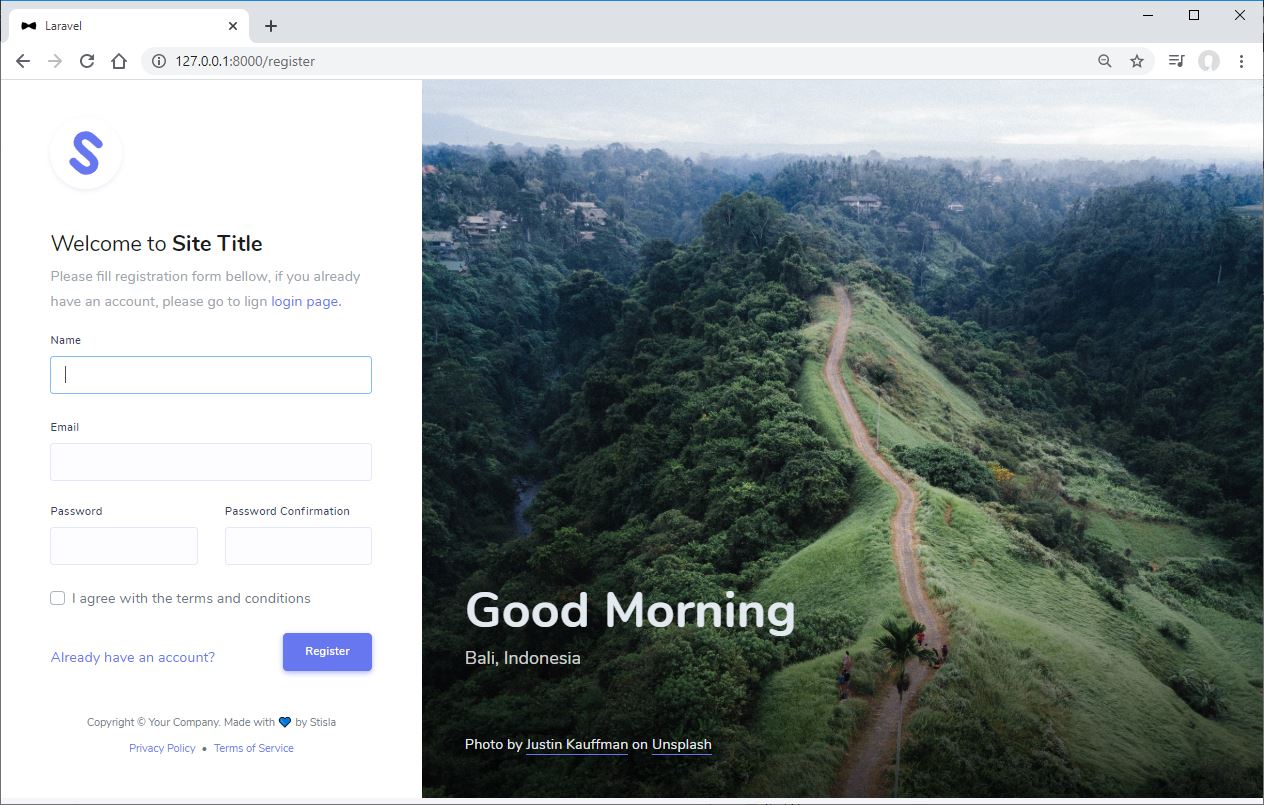 Laravel
127.0.0.1:8000/register
S
Welcome to Site Title
Please fill registration form bellow, if you already
have an account, please go to lign login page.
Name
Email
Password Password Confirmation
I agree with the terms and conditions
Already have an account? Register
Copyright © Your Company. Made with 💙 by Stisla
Privacy Policy • Terms of Service
Good Morning
Bali, Indonesia
Photo by Justin Kauffman on Unsplash